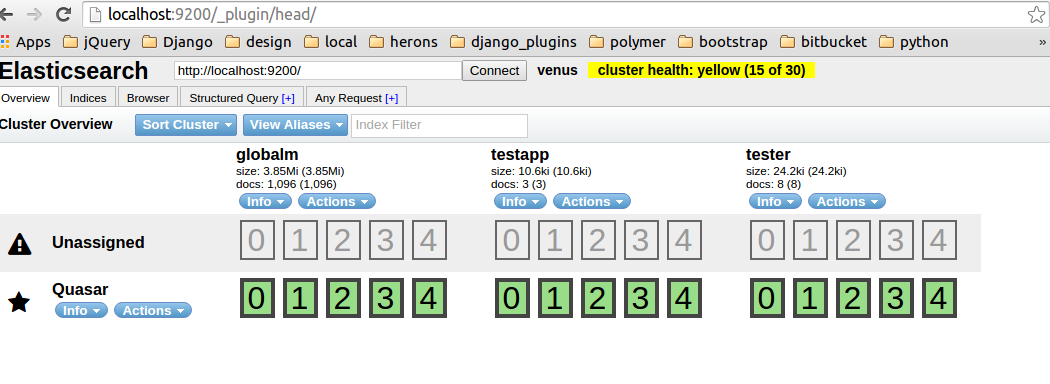 localhost:9200/_plugin/head/
Apps jQuery Django design local herons django_plugins polymer bootstrap bitbucket python »
Elasticsearch http://localhost:9200/ Connect venus cluster health: yellow (15 of 30)
Overview Indices Browser Structured Query [+] Any Request [+]
Cluster Overview Sort Cluster View Aliases Index Filter
globalm testapp tester
size: 3.85Mi (3.85Mi) size: 10.6ki (10.6ki) size: 24.2ki (24.2ki)
docs: 1,096 (1,096) docs: 3 (3) docs: 8 (8)
Info Actions Info Actions Info Actions
Unassigned 0 1 2 3 4 0 1 2 3 4 0 1 2 3 4
Quasar 0 1 2 3 4 0 1 2 3 4 0 1 2 3 4
Info Actions